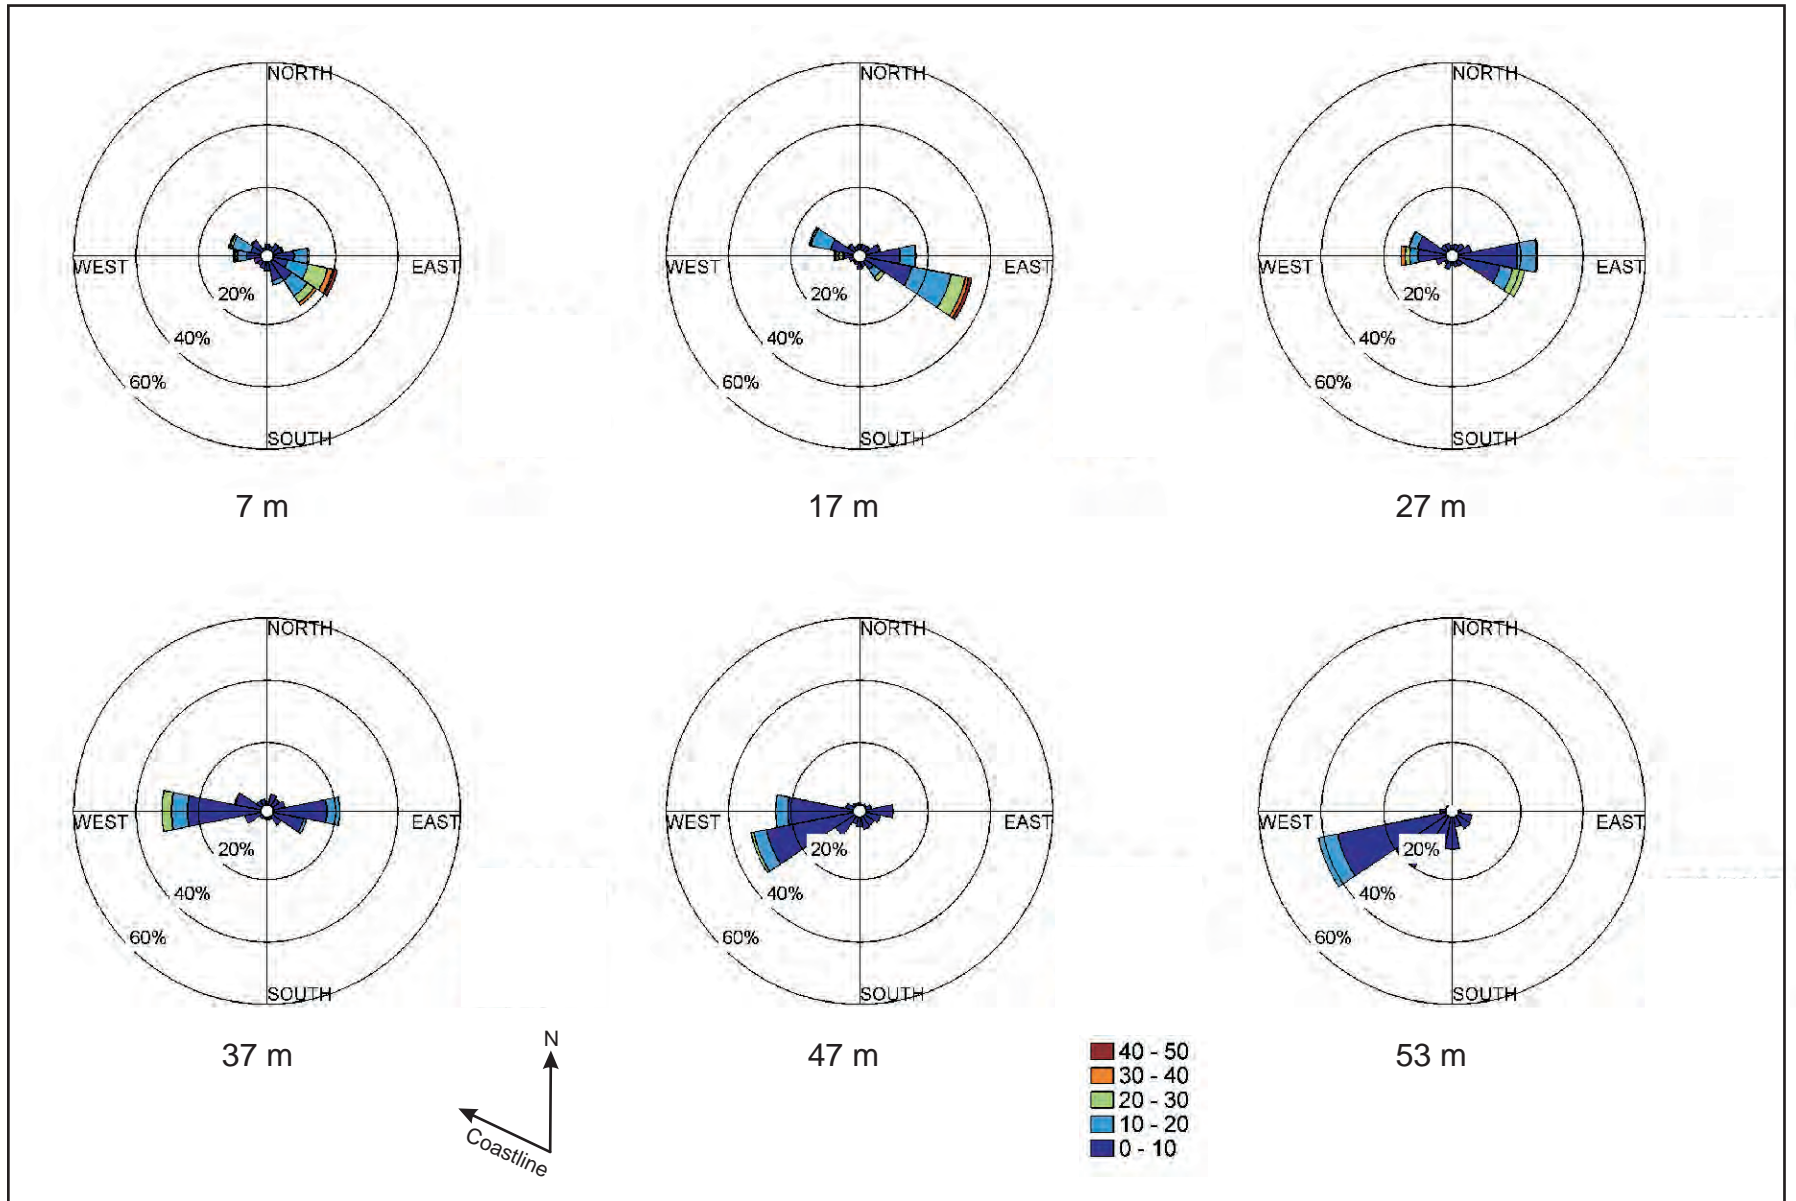 NORTH
WEST
EAST
20%
40%
60%
SOUTH
7 m
NORTH
WEST
EAST
20%
40%
60%
SOUTH
17 m
NORTH
WEST
EAST
20%
40%
60%
SOUTH
27 m
NORTH
WEST
EAST
20%
40%
60%
SOUTH
37 m
NORTH
WEST
EAST
20%
40%
60%
SOUTH
47 m
NORTH
WEST
EAST
20%
40%
60%
SOUTH
53 m
N
Coastline
40 - 50
30 - 40
20 - 30
10 - 20
0 - 10